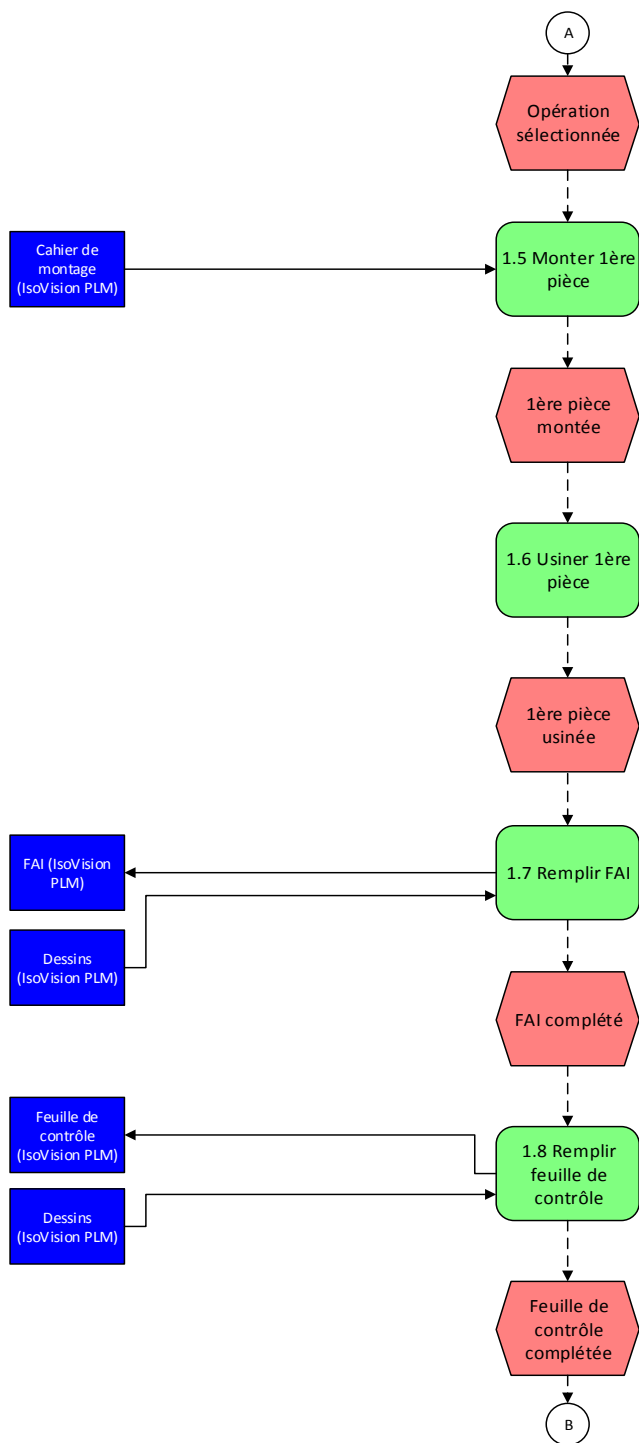 A
Opération
sélectionnée
Cahier de
montage
(IsoVision PLM)
1.5 Monter 1ère
pièce
1ère pièce
montée
1.6 Usiner 1ère
pièce
1ère pièce
usinée
FAI (IsoVision
PLM)
1.7 Remplir FAI
Dessins
(IsoVision PLM)
FAI complété
Feuille de
contrôle
(IsoVision PLM)
1.8 Remplir
feuille de
contrôle
Dessins
(IsoVision PLM)
Feuille de
contrôle
complétée
B